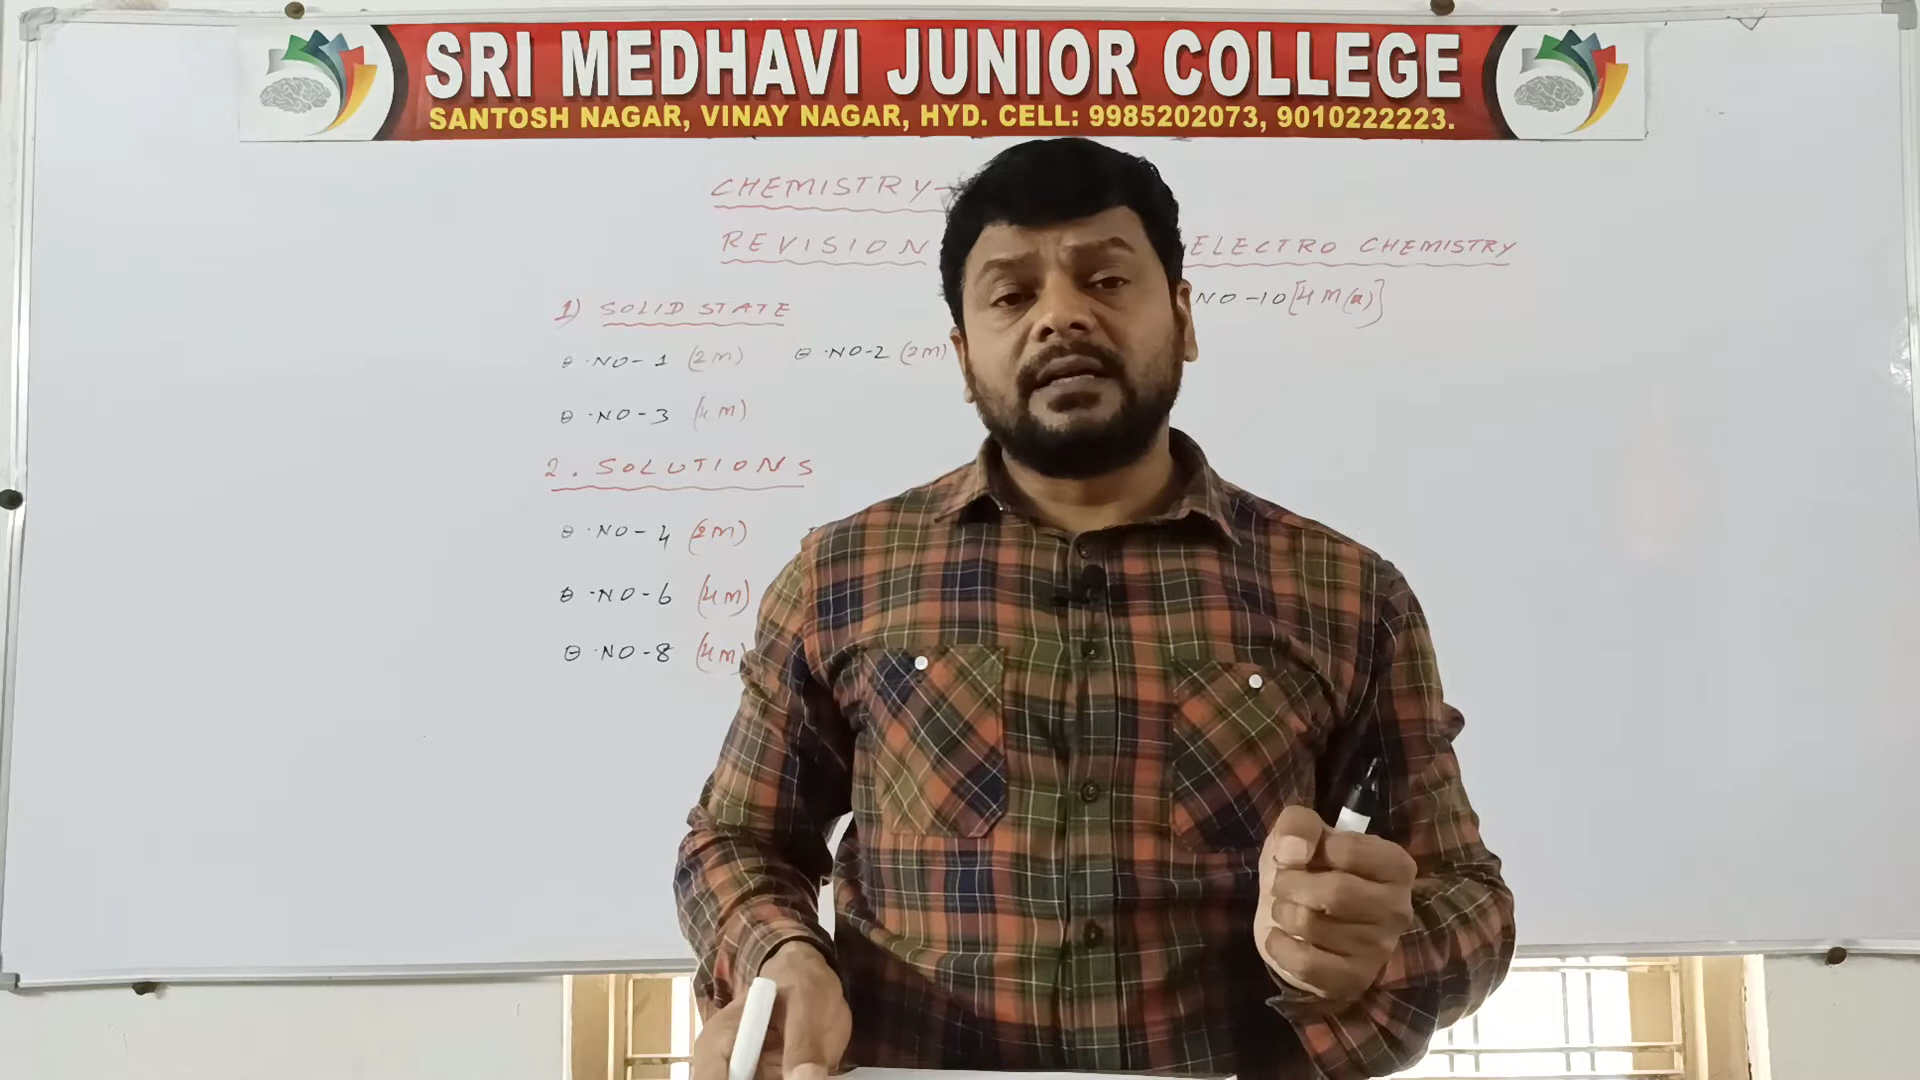 SRI MEDHAVI JUNIOR COLLEGE
SANTOSH NAGAR, VINAY NAGAR, HYD. CELL: 9985202073, 9010222223.
CHEMISTRY-
REVISION
1) SOLID STATE
Q.NO-1 (2M) Q.NO-2 (2M)
Q.NO-3 (4M)
2. SOLUTIONS
Q.NO-4 (2M)
Q.NO-6 (4M)
Q.NO-8 (4M)
ELECTRO CHEMISTRY
NO-10 [4M(a)]